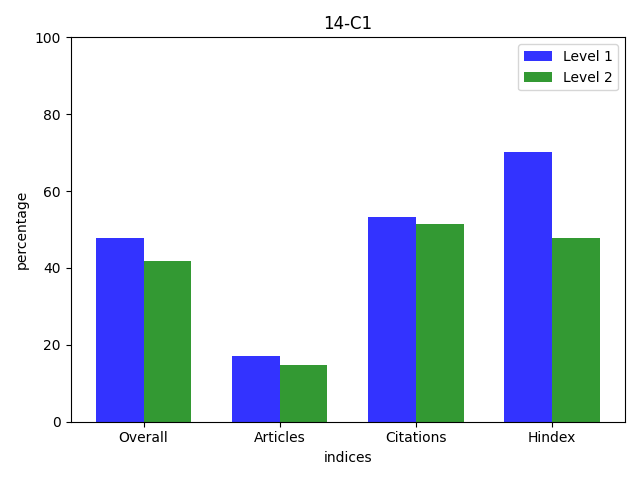 14-C1
100
80
60
40
20
0
percentage
Level 1
Level 2
Overall
Articles
Citations
Hindex
indices